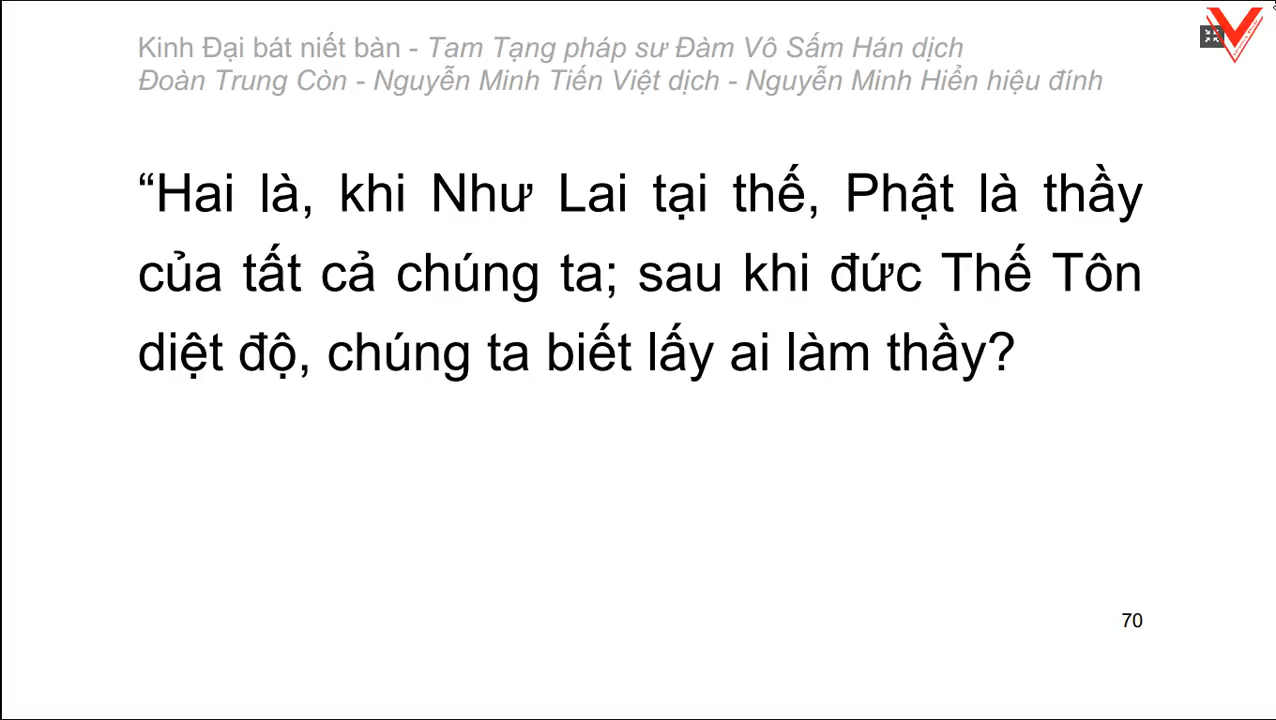 Kinh Đại bát niết bàn - Tam Tạng pháp sư Đàm Vô Sấm Hán dịch
Đoàn Trung Còn - Nguyễn Minh Tiến Việt dịch - Nguyễn Minh Hiển hiệu đính
“Hai là, khi Như Lai tại thế, Phật là thầy
của tất cả chúng ta; sau khi đức Thế Tôn
diệt độ, chúng ta biết lấy ai làm thầy?
70